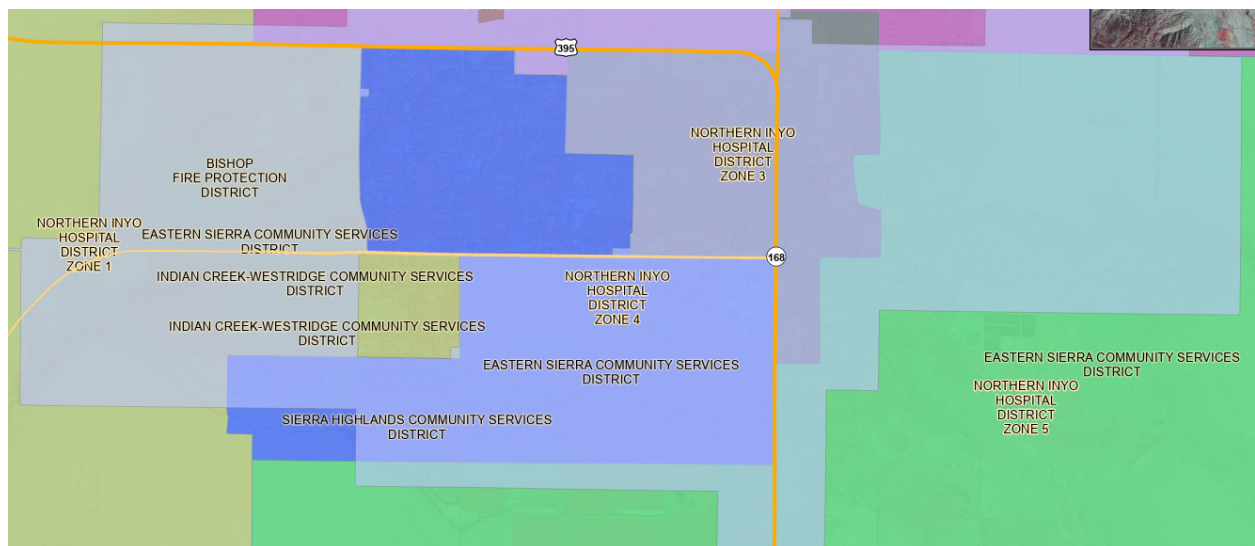 395
NORTHERN INYO
HOSPITAL
DISTRICT
ZONE 3
BISHOP
FIRE PROTECTION
DISTRICT
NORTHERN INYO
HOSPITAL
DISTRICT
ZONE 1
EASTERN SIERRA COMMUNITY SERVICES
DISTRICT
168
INDIAN CREEK-WESTRIDGE COMMUNITY SERVICES
DISTRICT
NORTHERN INYO
HOSPITAL
DISTRICT
ZONE 4
INDIAN CREEK-WESTRIDGE COMMUNITY SERVICES
DISTRICT
EASTERN SIERRA COMMUNITY SERVICES
DISTRICT
EASTERN SIERRA COMMUNITY SERVICES
DISTRICT
NORTHERN INYO
HOSPITAL
DISTRICT
ZONE 5
SIERRA HIGHLANDS COMMUNITY SERVICES
DISTRICT